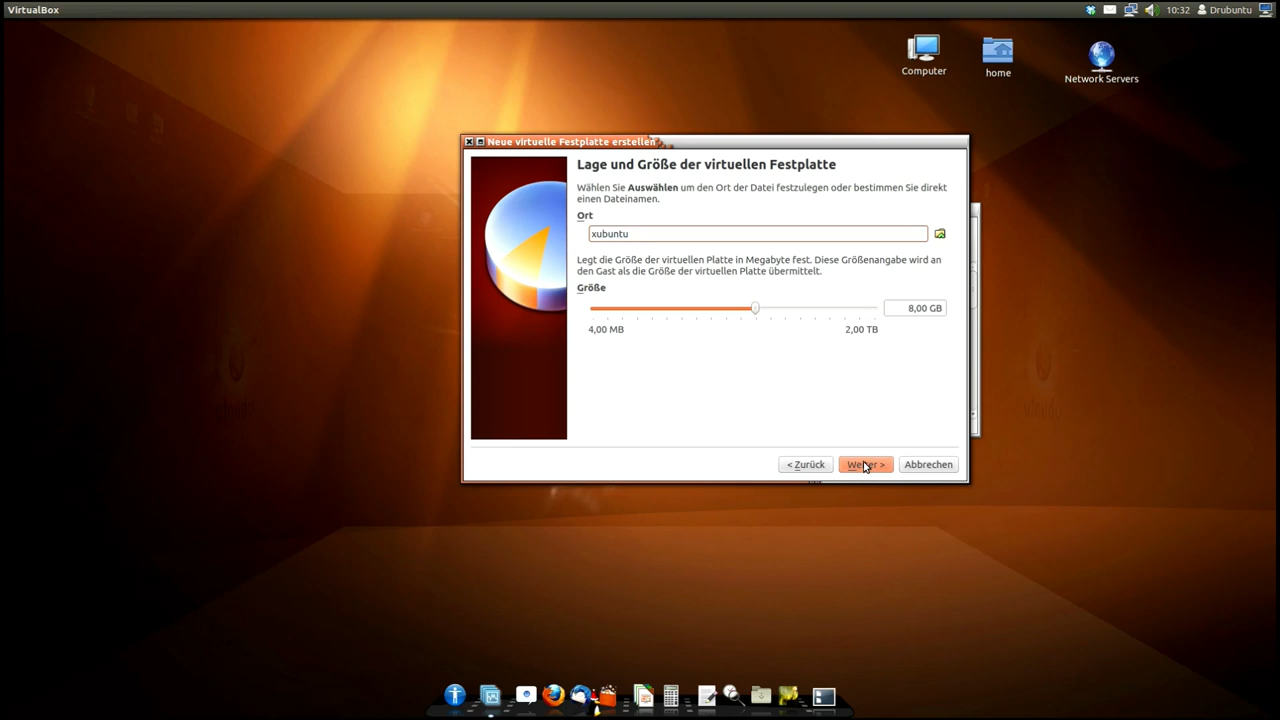 VirtualBox
10:32
Drubuntu
Computer
home
Network Servers
Neue virtuelle Festplatte erstellen
Lage und Größe der virtuellen Festplatte
Wählen Sie Auswählen um den Ort der Datei festzulegen oder bestimmen Sie direkt
einen Dateinamen.
Ort
xubuntu
Legt die Größe der virtuellen Platte in Megabyte fest. Diese Größenangabe wird an
den Gast als die Größe der virtuellen Platte übermittelt.
Größe
8,00 GB
4,00 MB
2,00 TB
< Zurück
Weiter >
Abbrechen